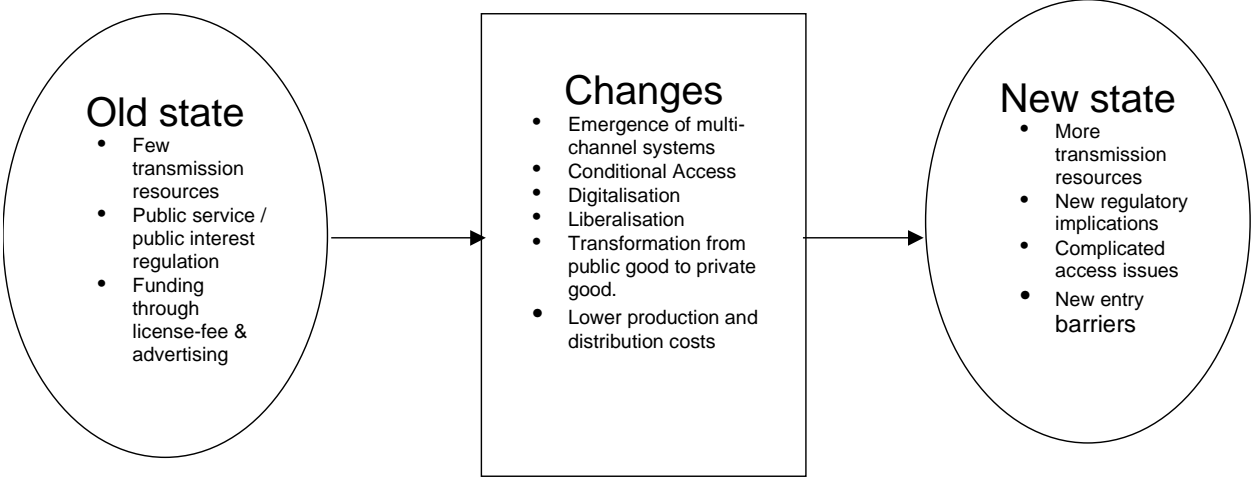 Old state
• Few
transmission
resources
• Public service /
public interest
regulation
• Funding
through
license-fee &
advertising
Changes
• Emergence of multi-
channel systems
• Conditional Access
• Digitalisation
• Liberalisation
• Transformation from
public good to private
good.
• Lower production and
distribution costs
New state
• More
transmission
resources
• New regulatory
implications
• Complicated
access issues
• New entry
barriers